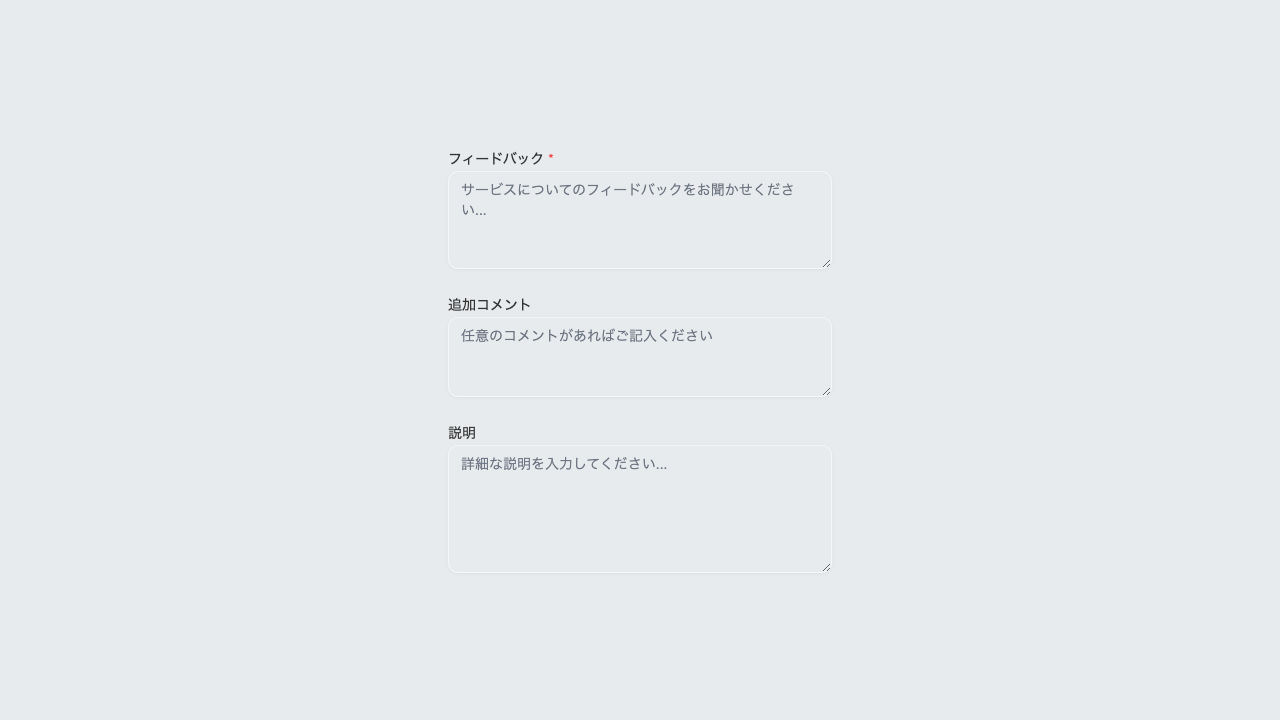 フィードバック *
サービスについてのフィードバックをお聞かせくださ
い...
追加コメント
任意のコメントがあればご記入ください
説明
詳細な説明を入力してください...